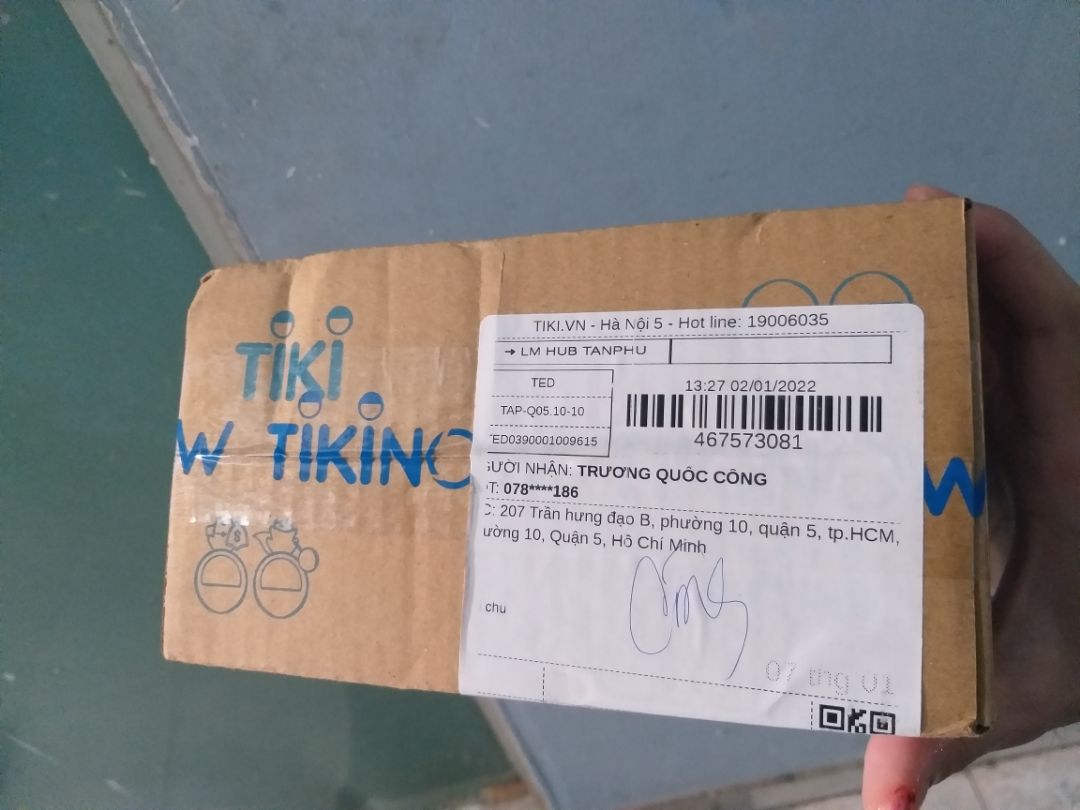 TIKI
W TIKINO
W
TIKI.VN - Hà Nội 5 - Hot line: 19006035
→ LM HUB TANPHU
TED
TAP-Q05.10-10
TED0390001009615
13:27 02/01/2022
467573081
ƯỜI NHẬN: TRƯƠNG QUỐC CÔNG
T: 078****186
C: 207 Trần hưng đạo B, phường 10, quận 5, tp.HCM,
ường 10, Quận 5, Hồ Chí Minh
chu
07 thg 01